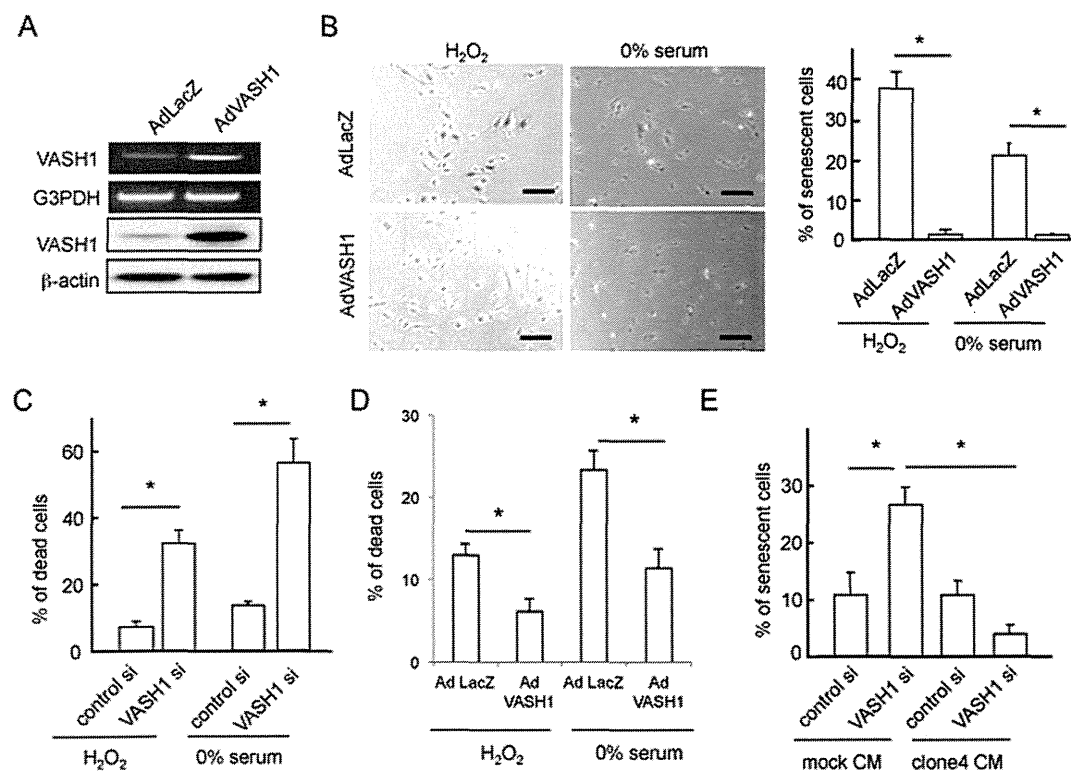 A
AdLacZ
AdVASH1
VASH1
G3PDH
VASH1
β-actin
B
H₂O₂
0% serum
AdLacZ
AdVASH1
% of senescent cells
40
30
20
10
0
*
*
AdLacZ
AdVASH1
AdLacZ
AdVASH1
H₂O₂
0% serum
C
% of dead cells
60
40
20
0
*
*
control si
VASH1 si
control si
VASH1 si
H₂O₂
0% serum
D
% of dead cells
30
20
10
0
*
*
Ad LacZ
Ad VASH1
Ad LacZ
Ad VASH1
H₂O₂
0% serum
E
% of senescent cells
30
20
10
0
*
*
control si
VASH1 si
control si
VASH1 si
mock CM
clone4 CM